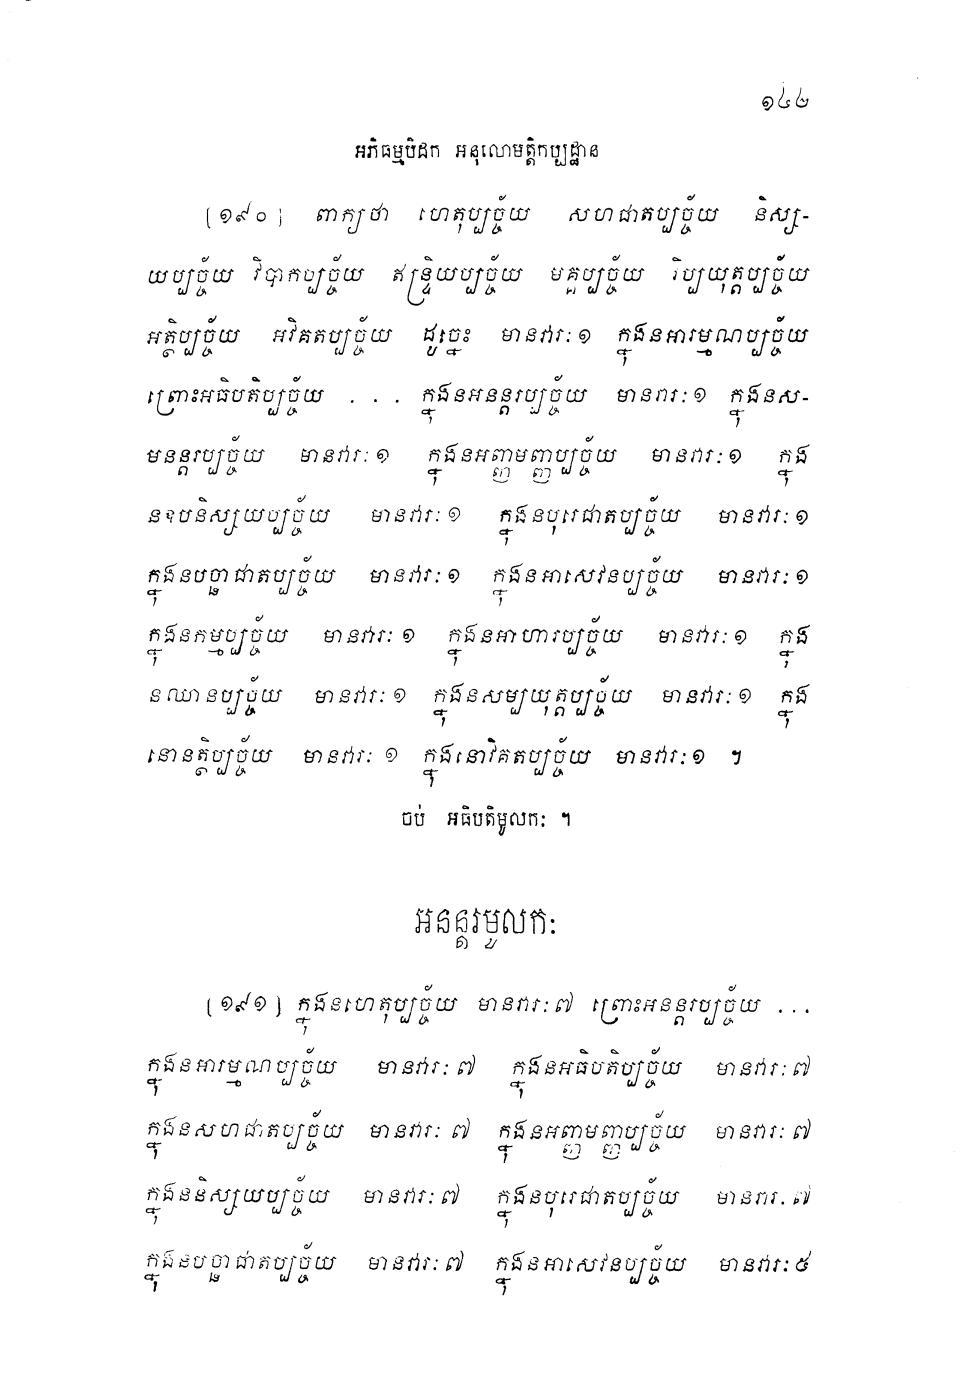 ១៤២
អភិធម្មបិដក អនុលោមត្តិកប្បដ្ឋាន
[១៩០] ពាក្យថា ហេតុប្បច្ច័យ សហជាតប្បច្ច័យ និស្ស-
យប្បច្ច័យ វិបាកប្បច្ច័យ ឥន្ទ្រិយប្បច្ច័យ មគ្គប្បច្ច័យ វិប្បយុត្តប្បច្ច័យ
អត្ថិប្បច្ច័យ អវិគតប្បច្ច័យ ដូច្នេះ មានវារៈ១ ក្នុងនអារម្មណប្បច្ច័យ
ព្រោះអធិបតិប្បច្ច័យ . . . ក្នុងនអនន្តរប្បច្ច័យ មានវារៈ១ ក្នុងនស-
មនន្តរប្បច្ច័យ មានវារៈ១ ក្នុងនអញ្ញមញ្ញប្បច្ច័យ មានវារៈ១ ក្នុង
នឧបនិស្សយប្បច្ច័យ មានវារៈ១ ក្នុងនបុរេជាតប្បច្ច័យ មានវារៈ១
ក្នុងនបច្ឆាជាតប្បច្ច័យ មានវារៈ១ ក្នុងនអាសេវនប្បច្ច័យ មានវារៈ១
ក្នុងនកម្មប្បច្ច័យ មានវារៈ១ ក្នុងនអាហារប្បច្ច័យ មានវារៈ១ ក្នុង
នឈានប្បច្ច័យ មានវារៈ១ ក្នុងនសម្បយុត្តប្បច្ច័យ មានវារៈ១ ក្នុង
នោនត្ថិប្បច្ច័យ មានវារៈ១ ក្នុងនោវិគតប្បច្ច័យ មានវារៈ១ ។
ចប់ អធិបតិមូលកៈ ។
អនន្តរមូលកៈ
[១៩១] ក្នុងនហេតុប្បច្ច័យ មានវារៈ៧ ព្រោះអនន្តរប្បច្ច័យ . . .
ក្នុងនអារម្មណប្បច្ច័យ មានវារៈ៧ ក្នុងនអធិបតិប្បច្ច័យ មានវារៈ៧
ក្នុងនសហជាតប្បច្ច័យ មានវារៈ៧ ក្នុងនអញ្ញមញ្ញប្បច្ច័យ មានវារៈ៧
ក្នុងននិស្សយប្បច្ច័យ មានវារៈ៧ ក្នុងនបុរេជាតប្បច្ច័យ មានវារៈ៧
ក្នុងនបច្ឆាជាតប្បច្ច័យ មានវារៈ៧ ក្នុងនអាសេវនប្បច្ច័យ មានវារៈ៥